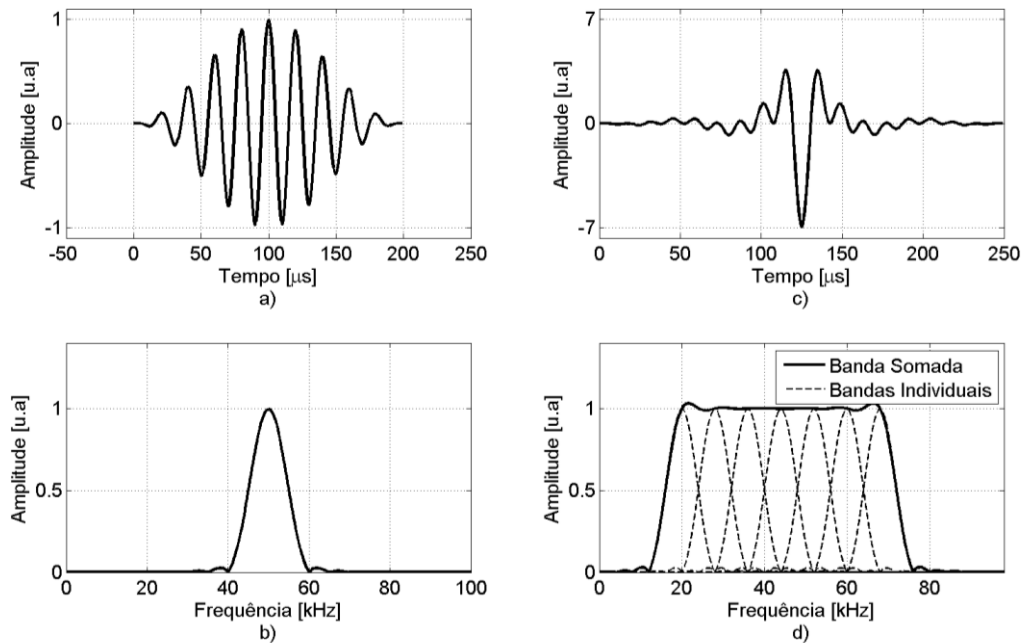 1
0
-1
Amplitude [u.a]
-50
0
50
100
150
200
250
Tempo [μs]
a)
7
0
-7
Amplitude [u.a]
0
50
100
150
200
250
Tempo [μs]
c)
1
0.5
0
Amplitude [u.a]
0
20
40
60
80
100
Frequência [kHz]
b)
Banda Somada
Bandas Individuais
1
0.5
0
Amplitude [u.a]
0
20
40
60
80
Frequência [kHz]
d)